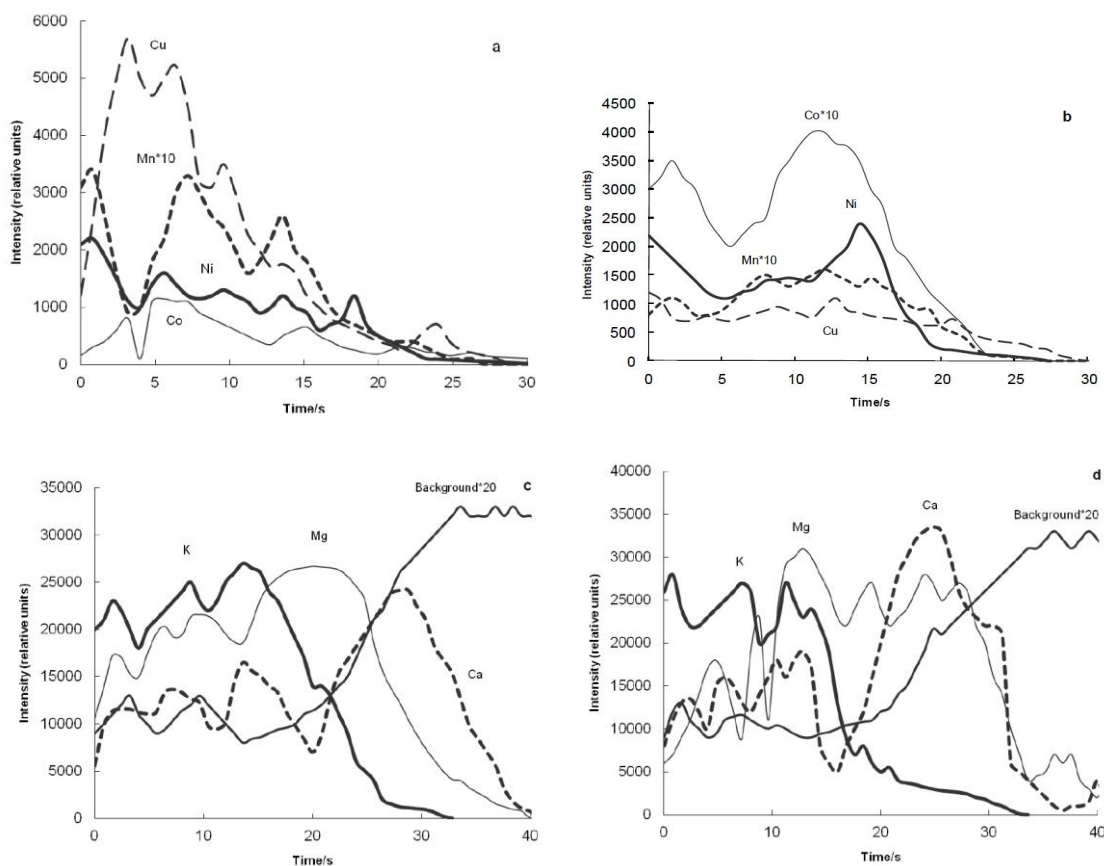 a
Cu
Mn*10
Ni
Co
Intensity (relative units)
6000
5000
4000
3000
2000
1000
0
0 5 10 15 20 25 30
Time/s
b
Co*10
Ni
Mn*10
Cu
Intensity (relative units)
4500
4000
3500
3000
2500
2000
1500
1000
500
0
0 5 10 15 20 25 30
Time/s
c
Background*20
K
Mg
Ca
Intensity (relative units)
35000
30000
25000
20000
15000
10000
5000
0
0 10 20 30 40
Time/s
d
Ca
Background*20
Mg
K
Intensity (relative units)
40000
35000
30000
25000
20000
15000
10000
5000
0
0 10 20 30 40
Time/s